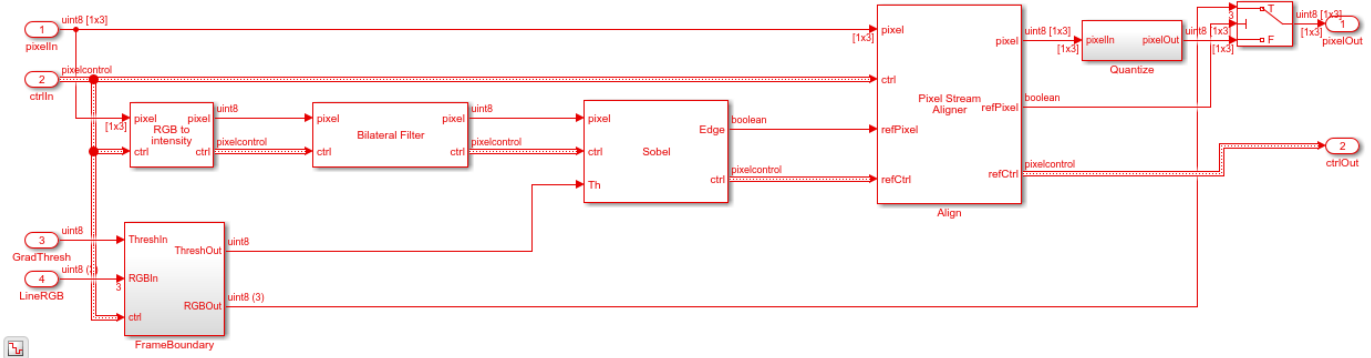 uint8 [1x3]
1
pixelIn
pixelcontrol
2
ctrlIn
[1x3]
pixel
ctrl
RGB to
intensity
pixel
ctrl
uint8
pixelcontrol
pixel
ctrl
Bilateral Filter
pixel
ctrl
uint8
pixelcontrol
pixel
ctrl
Th
Sobel
Edge
ctrl
boolean
pixelcontrol
[1x3]
pixel
ctrl
refPixel
refCtrl
Pixel Stream
Aligner
pixel
refPixel
refCtrl
Align
uint8 [1x3]
[1x3]
boolean
pixelcontrol
pixelIn
pixelOut
Quantize
uint8 [1x3]
[1x3]
3
T
F
uint8 [1x3]
[1x3]
1
pixelOut
2
ctrlOut
uint8
3
GradThresh
uint8 (
4
LineRGB
3
ThreshIn
RGBIn
ctrl
ThreshOut
RGBOut
FrameBoundary
uint8
uint8 (3)